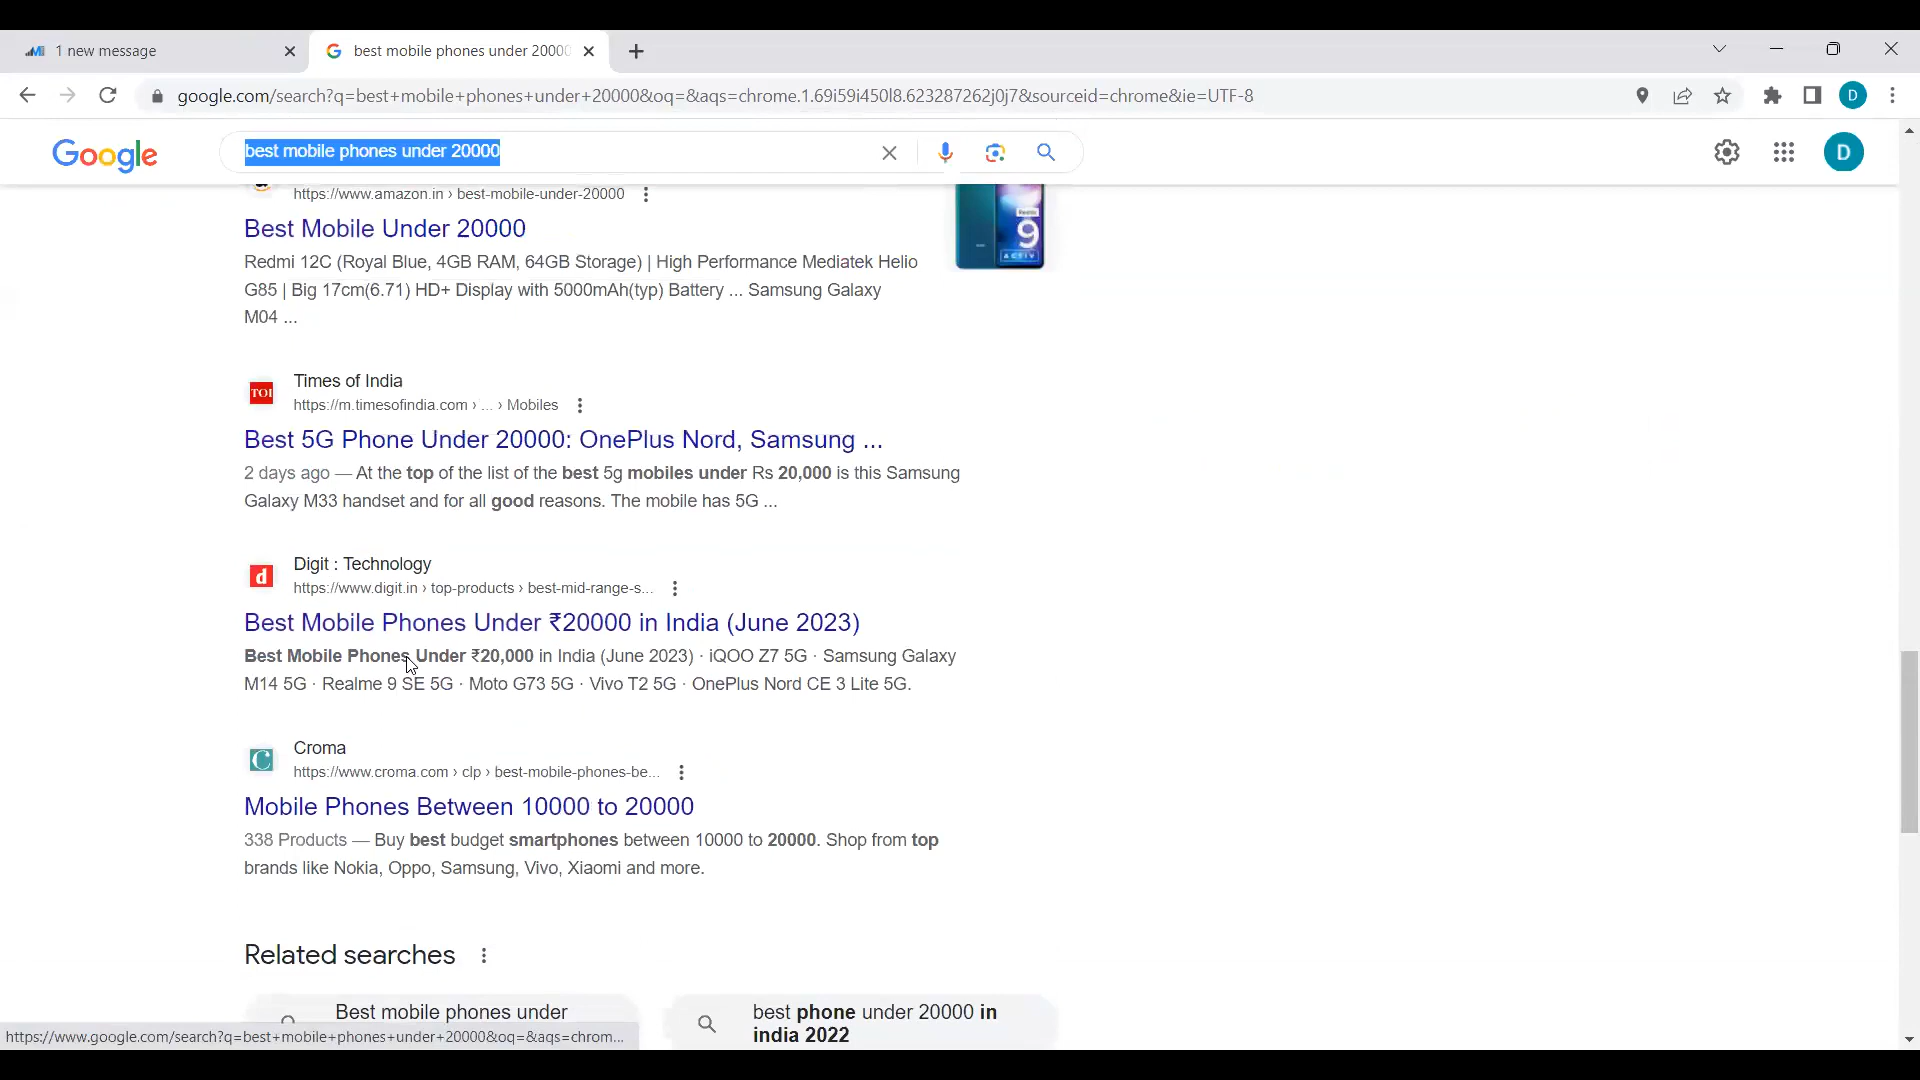 1 new message
best mobile phones under 20000
google.com/search?q=best+mobile+phones+under+20000&oq=&aqs=chrome.1.69i59i450l8.623287262j0j7&sourceid=chrome&ie=UTF-8
D
Google
best mobile phones under 20000
D
https://www.amazon.in › best-mobile-under-20000
Best Mobile Under 20000
Redmi 12C (Royal Blue, 4GB RAM, 64GB Storage) | High Performance Mediatek Helio
G85 | Big 17cm(6.71) HD+ Display with 5000mAh(typ) Battery ... Samsung Galaxy
M04 ...
Redmi
9
ACTIV
TOI
Times of India
https://m.timesofindia.com › ... › Mobiles
Best 5G Phone Under 20000: OnePlus Nord, Samsung ...
2 days ago — At the top of the list of the best 5g mobiles under Rs 20,000 is this Samsung
Galaxy M33 handset and for all good reasons. The mobile has 5G ...
d
Digit : Technology
https://www.digit.in › top-products › best-mid-range-s...
Best Mobile Phones Under ₹20000 in India (June 2023)
Best Mobile Phones Under ₹20,000 in India (June 2023) · iQOO Z7 5G · Samsung Galaxy
M14 5G · Realme 9 SE 5G · Moto G73 5G · Vivo T2 5G · OnePlus Nord CE 3 Lite 5G.
C
Croma
https://www.croma.com › clp › best-mobile-phones-be...
Mobile Phones Between 10000 to 20000
338 Products — Buy best budget smartphones between 10000 to 20000. Shop from top
brands like Nokia, Oppo, Samsung, Vivo, Xiaomi and more.
Related searches
Best mobile phones under
best phone under 20000 in
india 2022
https://www.google.com/search?q=best+mobile+phones+under+20000&oq=&aqs=chrom...